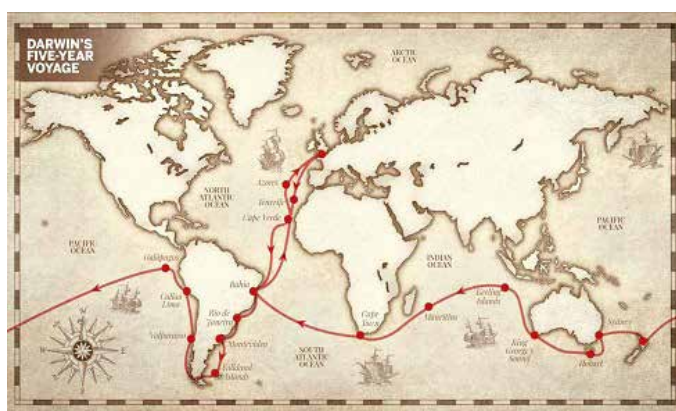 DARWIN'S
FIVE-YEAR
VOYAGE
ARCTIC
OCEAN
NORTH
ATLANTIC
OCEAN
Azores
Tenerife
Cape Verde
PACIFIC
OCEAN
PACIFIC
OCEAN
INDIAN
OCEAN
Galápagos
Callao
Lima
Bahia
Keeling
Islands
Mauritius
Rio de
Janeiro
Cape
Town
Valparaiso
Montevideo
SOUTH
ATLANTIC
OCEAN
King
George's
Sound
Sydney
Hobart
Falkland
Islands
E